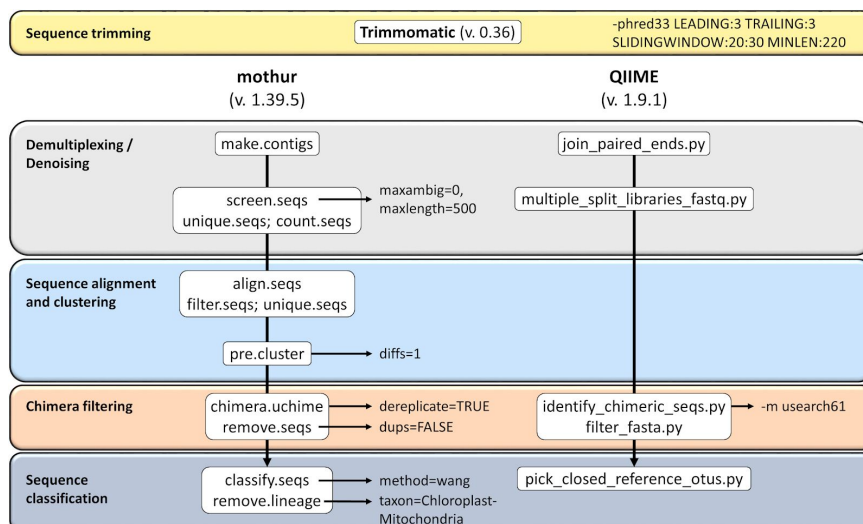 Sequence trimming
Trimmomatic (v. 0.36)
-phred33 LEADING:3 TRAILING:3
SLIDINGWINDOW:20:30 MINLEN:220
mothur
(v. 1.39.5)
QIIME
(v. 1.9.1)
Demultiplexing /
Denoising
make.contigs
join_paired_ends.py
screen.seqs
unique.seqs; count.seqs
maxambig=0,
maxlength=500
multiple_split_libraries_fastq.py
Sequence alignment
and clustering
align.seqs
filter.seqs; unique.seqs
pre.cluster
diffs=1
Chimera filtering
chimera.uchime
remove.seqs
dereplicate=TRUE
dups=FALSE
identify_chimeric_seqs.py
filter_fasta.py
-m usearch61
Sequence
classification
classify.seqs
remove.lineage
method=wang
taxon=Chloroplast-
Mitochondria
pick_closed_reference_otus.py